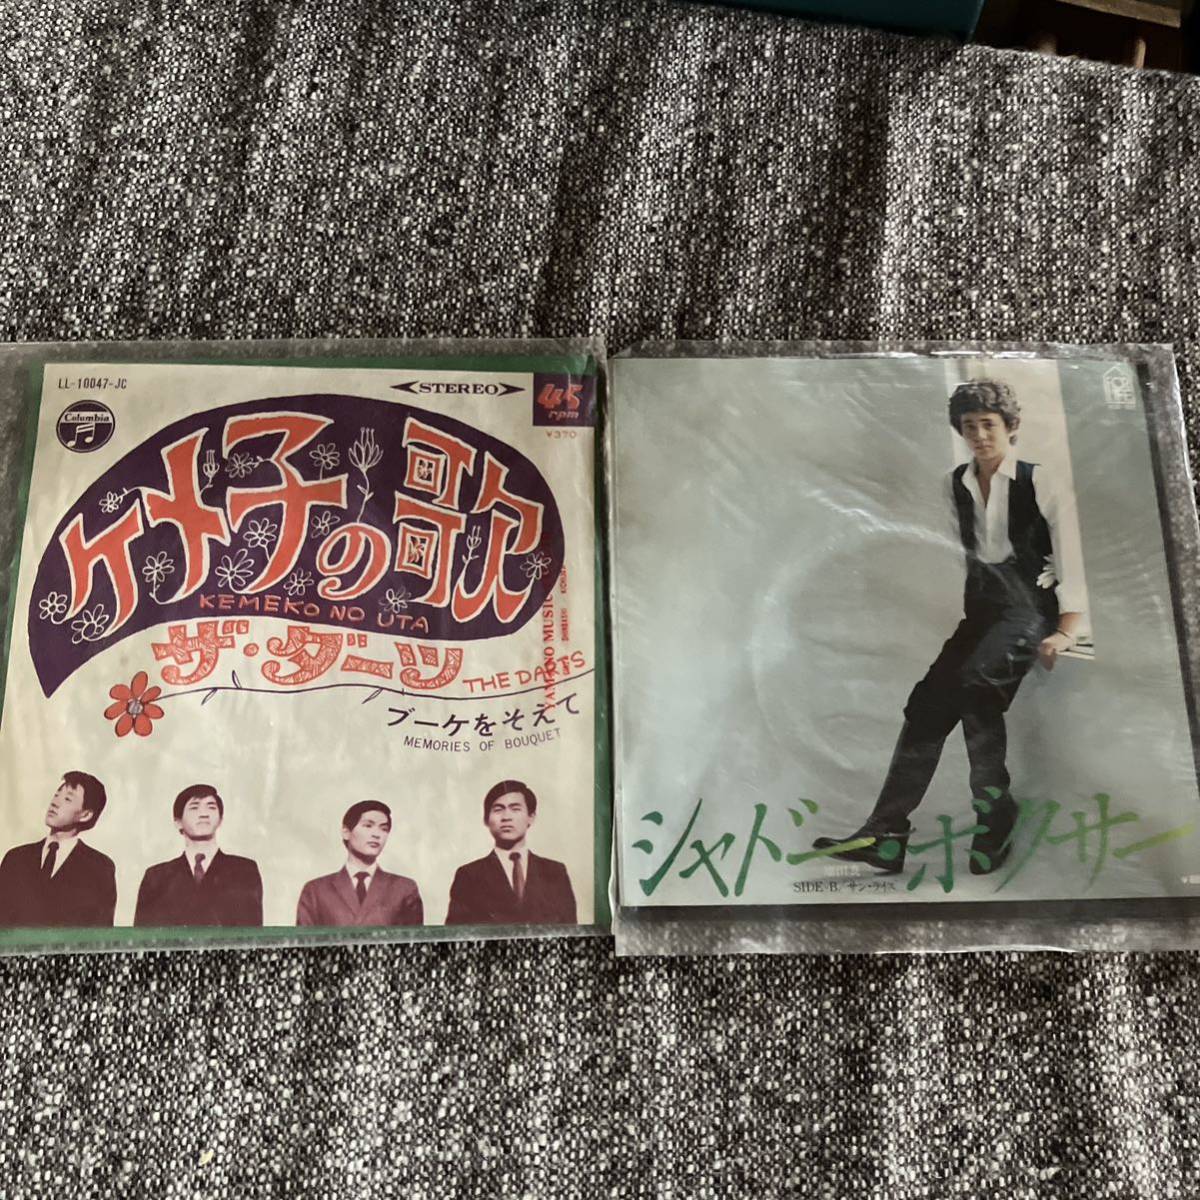 LL-10047-JC
STEREO
45 rpm
¥370
Columbia
ケメ子の歌
KEMEKO NO UTA
ザ・ダーツ
THE DARTS
ブーケをそえて
MEMORIES OF BOUQUET
YAMANO MUSIC
シャドー・ボクサー
SIDE-B/サン・ライズ